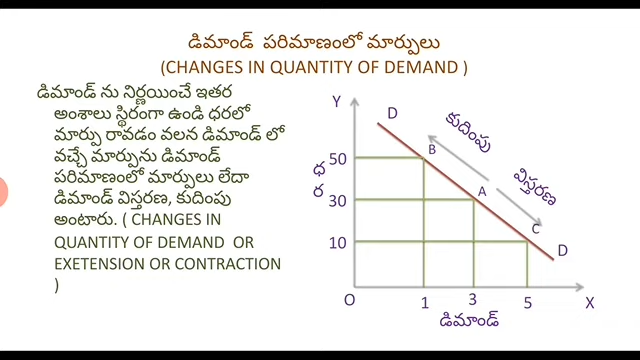 డిమాండ్ పరిమాణంలో మార్పులు
(CHANGES IN QUANTITY OF DEMAND )
డిమాండ్ ను నిర్ణయించే ఇతర
అంశాలు స్థిరంగా ఉండి ధరలో
మార్పు రావడం వలన డిమాండ్ లో
వచ్చే మార్పును డిమాండ్
పరిమాణంలో మార్పులు లేదా
డిమాండ్ విస్తరణ, కుదింపు
అంటారు. ( CHANGES IN
QUANTITY OF DEMAND OR
EXETENSION OR CONTRACTION
)
Y
D
కుదింపు
B
50
ధర
విస్తరణ
A
30
C
10
D
O
1
3
5
X
డిమాండ్